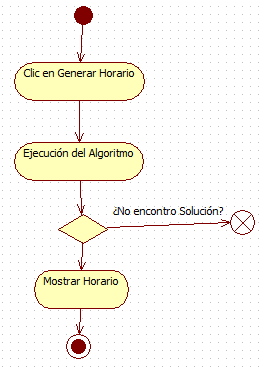 Clic en Generar Horario
Ejecución del Algoritmo
¿No encontro Solución?
Mostrar Horario